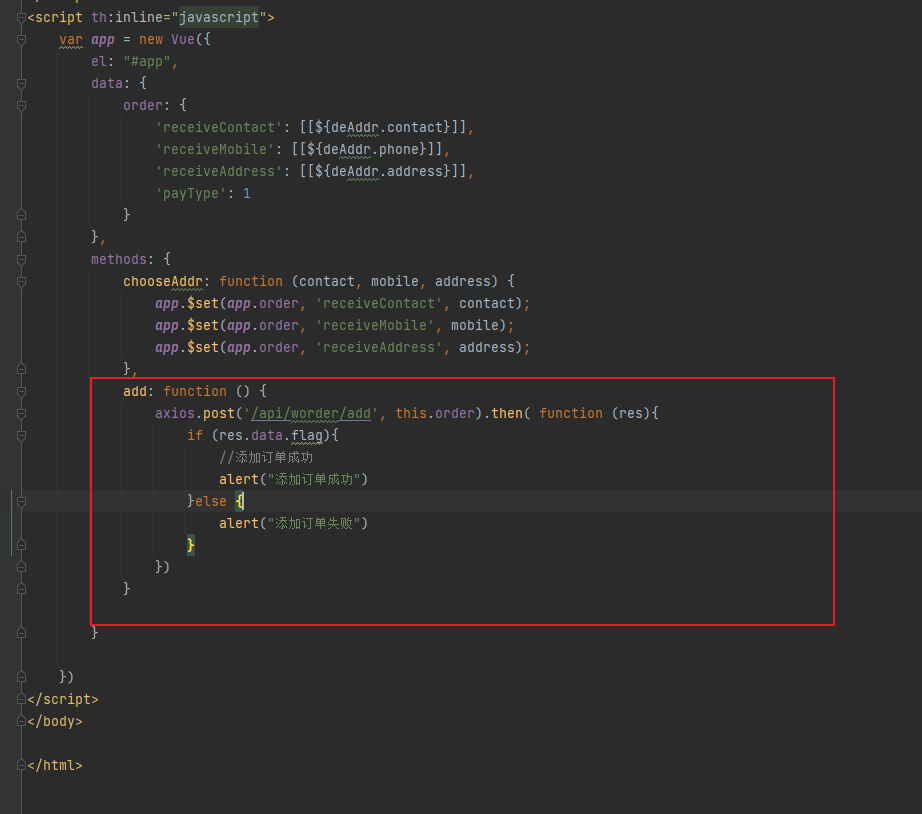 <script th:inline="javascript">
    var app = new Vue({
        el: "#app",
        data: {
            order: {
                'receiveContact': [[${deAddr.contact}]],
                'receiveMobile': [[${deAddr.phone}]],
                'receiveAddress': [[${deAddr.address}]],
                'payType': 1
            }
        },
        methods: {
            chooseAddr: function (contact, mobile, address) {
                app.$set(app.order, 'receiveContact', contact);
                app.$set(app.order, 'receiveMobile', mobile);
                app.$set(app.order, 'receiveAddress', address);
            },
            add: function () {
                axios.post('/api/worder/add', this.order).then( function (res){
                    if (res.data.flag){
                        //添加订单成功
                        alert("添加订单成功")
                    }else {
                        alert("添加订单失败")
                    }
                })
            }
        }
    })
</script>
</body>
</html>